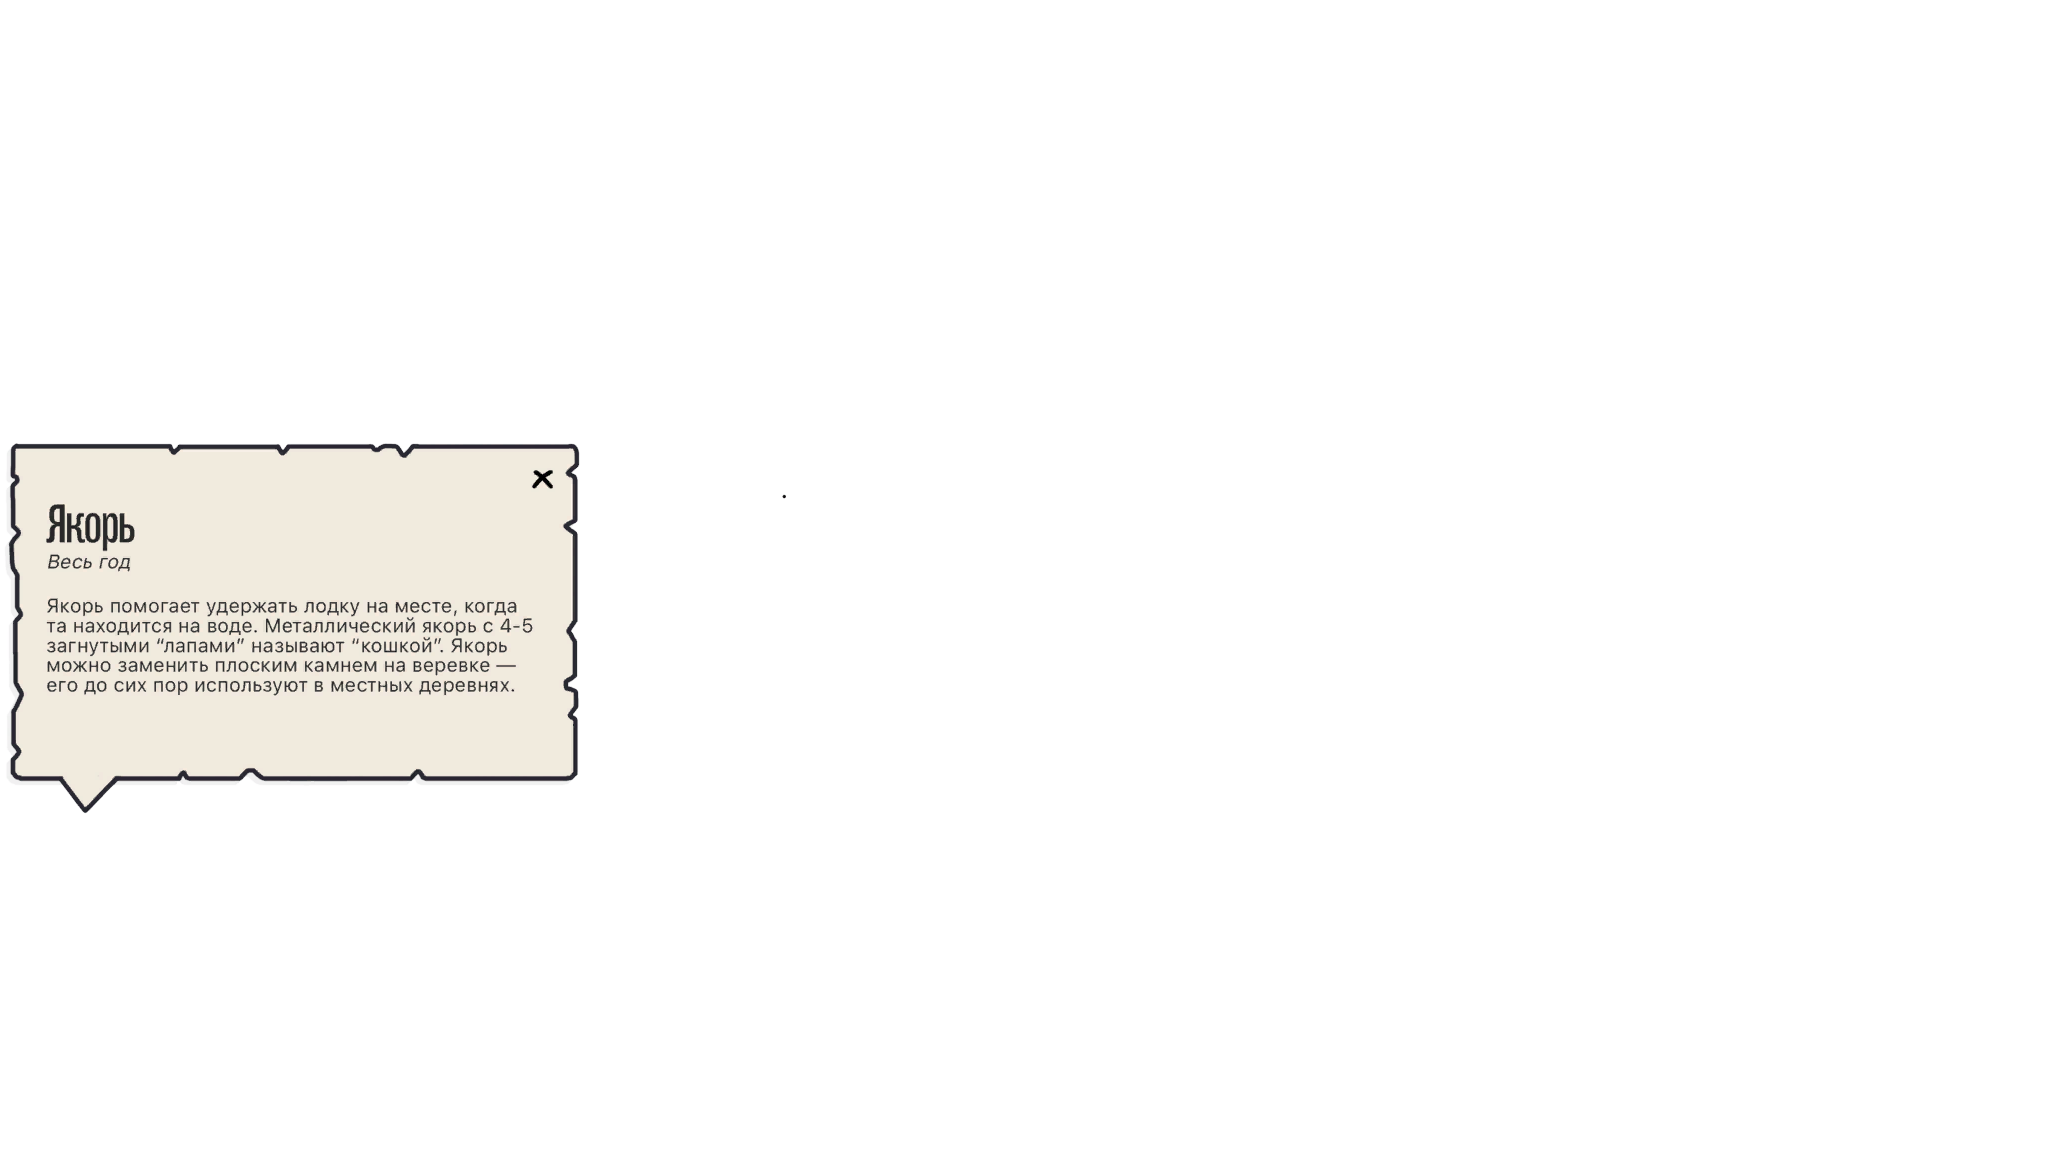 Якорь
Весь год
Якорь помогает удержать лодку на месте, когда
та находится на воде. Металлический якорь с 4-5
загнутыми “лапами” называют “кошкой”. Якорь
можно заменить плоским камнем на веревке —
его до сих пор используют в местных деревнях.